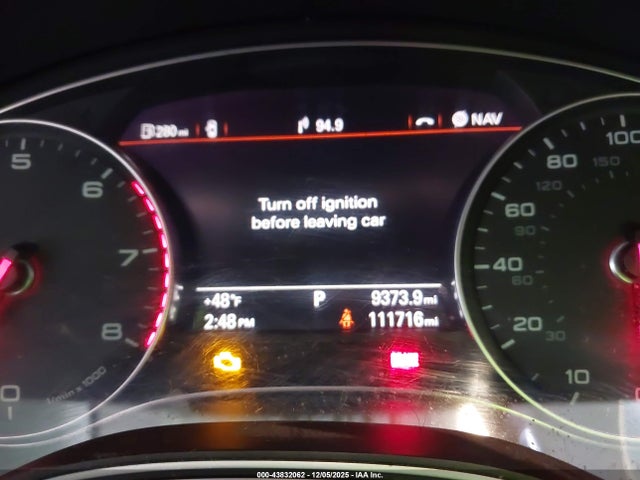 280 mi
94.9
NAV
Turn off ignition
before leaving car
+48°F P 9373.9 mi
2:48 PM 111716 mi
5
6
7
8
0
1/min x 1000
100
80
150
120
60
90
40
60
20
30
10
000-43832062 - 12/05/2025 - IAA Inc.